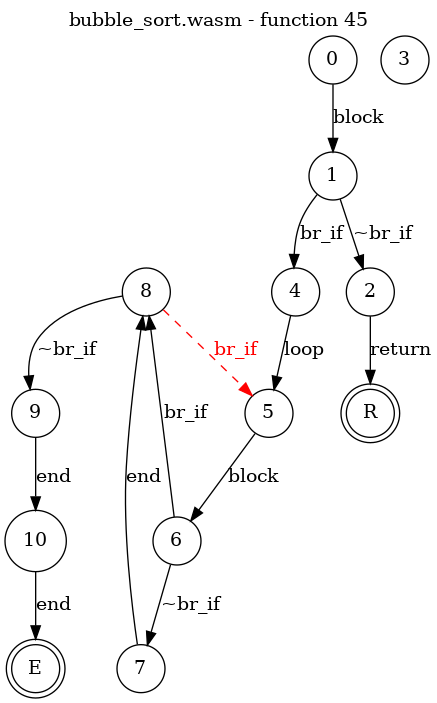 bubble_sort.wasm - function 45
0
3
block
1
br_if
~br_if
8
4
2
~br_if
br_if
loop
return
9
br_if
5
R
end
end
block
10
6
end
~br_if
E
7